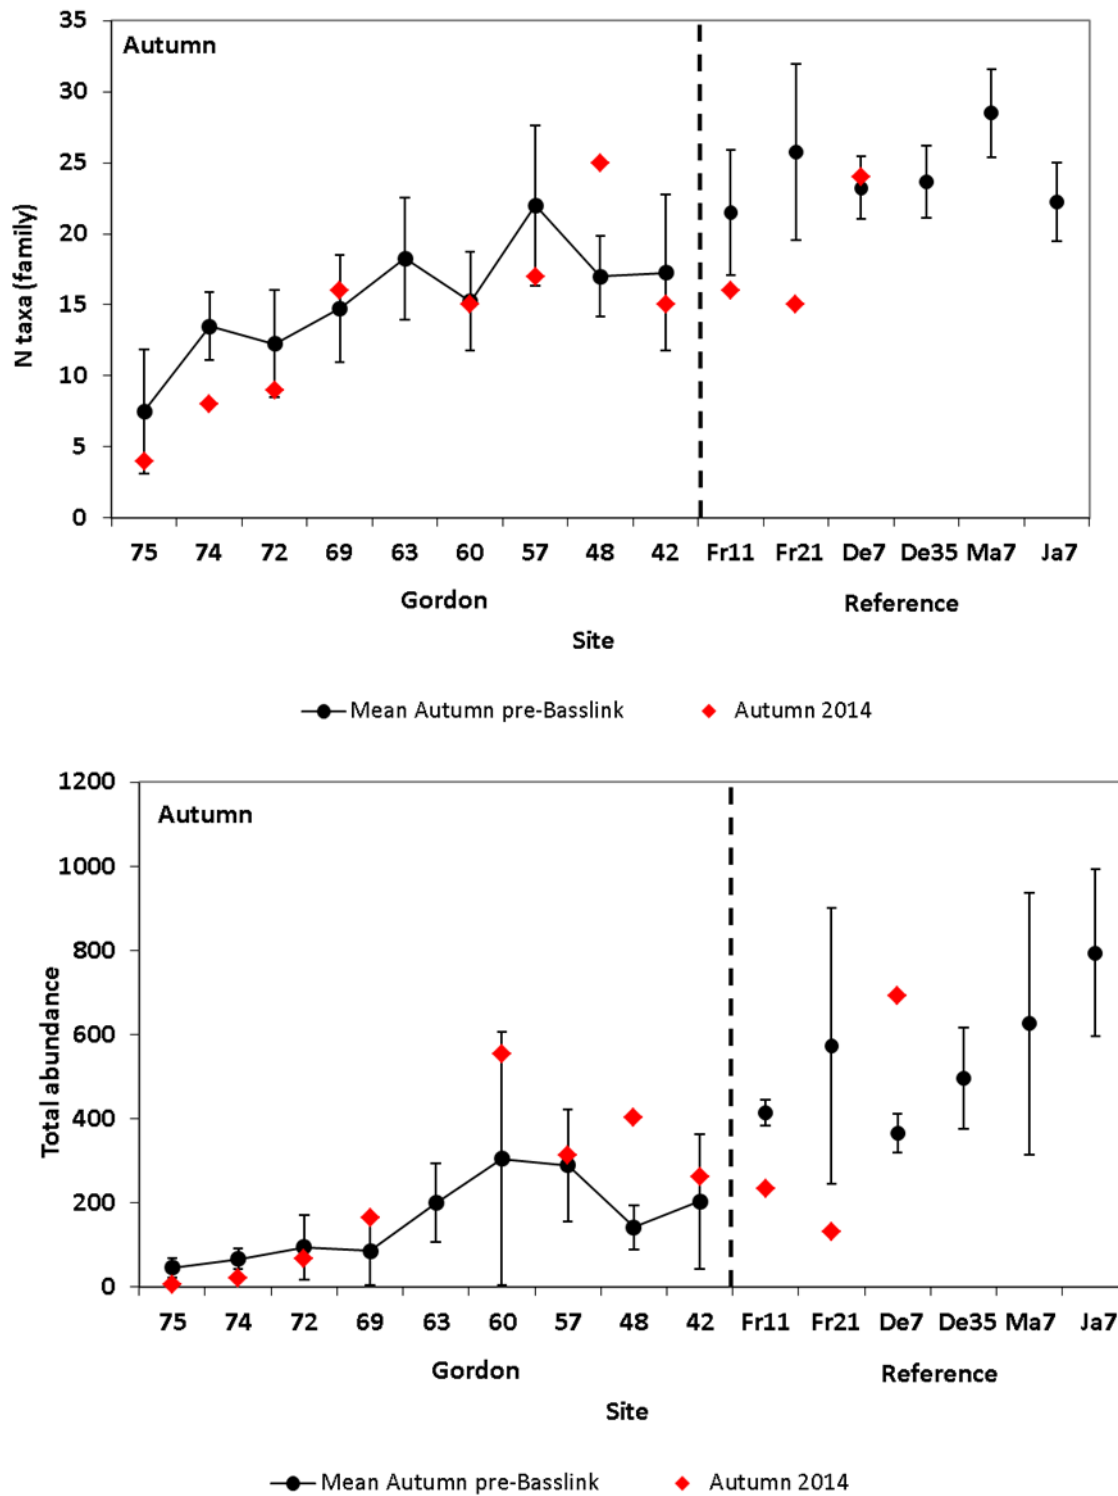 Autumn
35
30
25
20
15
10
5
0
N taxa (family)
75 74 72 69 63 60 57 48 42 Fr11 Fr21 De7 De35 Ma7 Ja7
Gordon Reference
Site
Mean Autumn pre-Basslink Autumn 2014
Autumn
1200
1000
800
600
400
200
0
Total abundance
75 74 72 69 63 60 57 48 42 Fr11 Fr21 De7 De35 Ma7 Ja7
Gordon Reference
Site
Mean Autumn pre-Basslink Autumn 2014